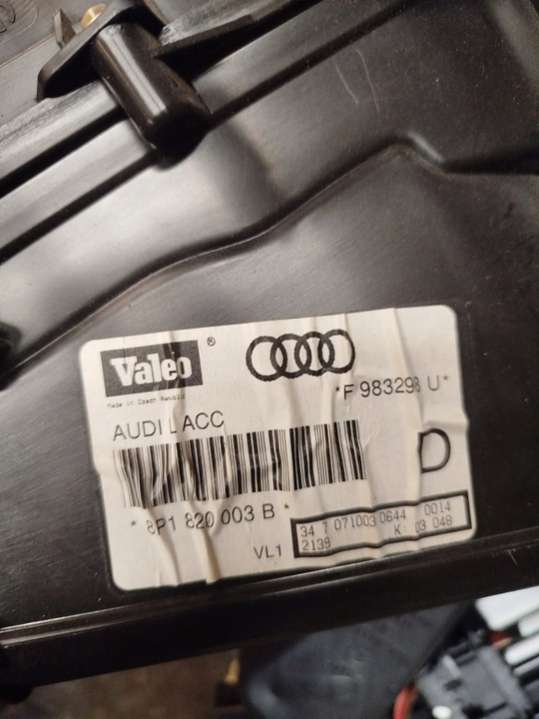 Valeo ®
Made in Czech Republic
*F 983298 U*
AUDI L ACC
D
* 8P1 820 003 B *
VL1
34 7 071003 0644 0014
2139 K 03 048